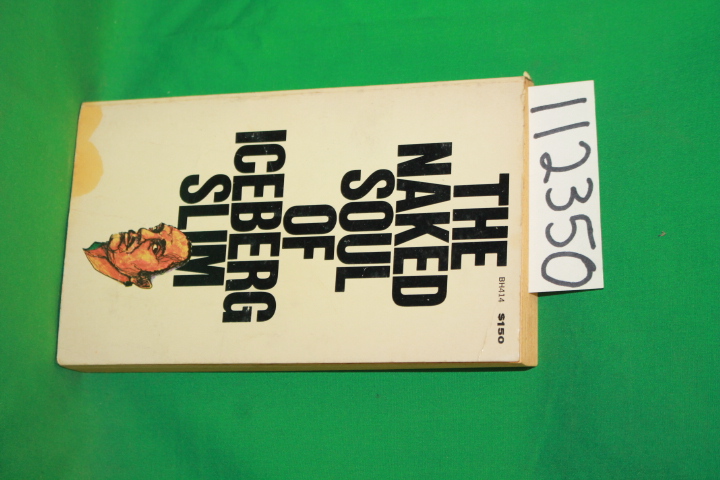 BH414 $150
THE
NAKED
SOUL
OF
ICEBERG
SLIM
112350